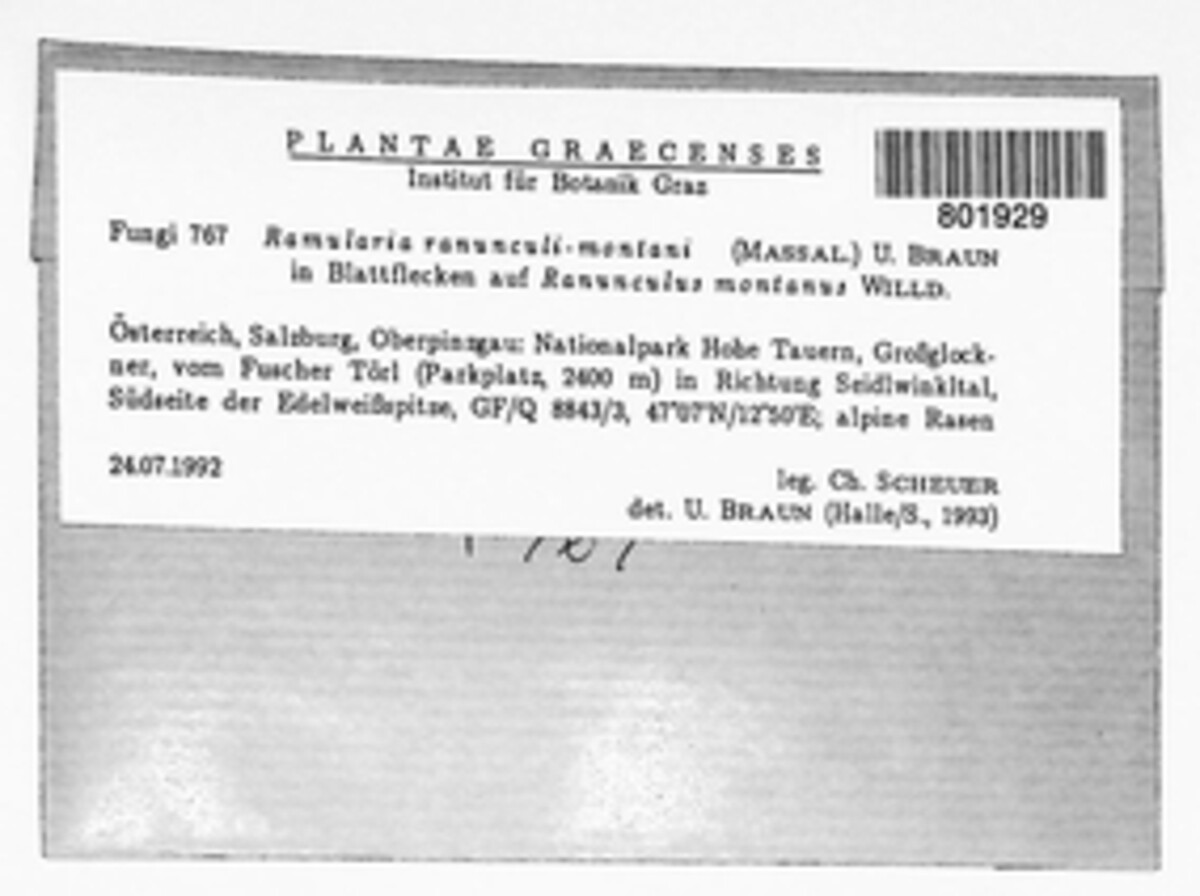 PLANTAE GRAECENSES
Institut für Botanik Graz
801929
Fungi 767 Ramularia ranunculi-montani (MASSAL.) U. BRAUN
in Blattflecken auf Ranunculus montanus WILLD.
Österreich, Salzburg, Oberpinzgau: Nationalpark Hohe Tauern, Großglock-
ner, vom Fuscher Törl (Parkplatz, 2400 m) in Richtung Seidlwinkltal,
Südseite der Edelweißspitze, GF/Q 8843/3, 47°07'N/12°50'E; alpine Rasen
24.07.1992
leg. Ch. SCHEUER
det. U. BRAUN (Halle/S., 1993)